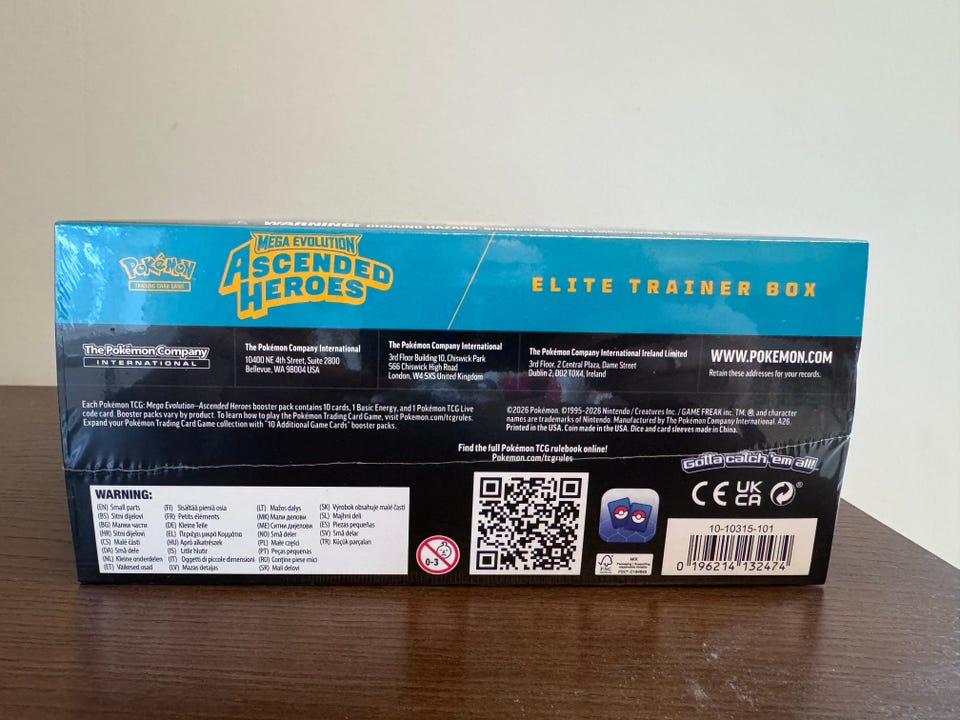 WARNING: CHOKING HAZARD
POKéMON
TRADING CARD GAME
MEGA EVOLUTION
ASCENDED
HEROES
ELITE TRAINER BOX
The Pokémon Company
INTERNATIONAL
The Pokémon Company International
10400 NE 4th Street, Suite 2800
Bellevue, WA 98004 USA
The Pokémon Company International
3rd Floor Building 10, Chiswick Park
566 Chiswick High Road
London, W4 5XS United Kingdom
The Pokémon Company International Ireland Limited
3rd Floor, 2 Central Plaza, Dame Street
Dublin 2, D02 T0X4, Ireland
WWW.POKEMON.COM
Retain these addresses for your records.
Each Pokémon TCG: Mega Evolution—Ascended Heroes booster pack contains 10 cards, 1 Basic Energy, and 1 Pokémon TCG Live
code card. Booster packs vary by product. To learn how to play the Pokémon Trading Card Game, visit Pokemon.com/tcgrules.
Expand your Pokémon Trading Card Game collection with "10 Additional Game Cards" booster packs.
©2026 Pokémon. ©1995-2026 Nintendo / Creatures Inc. / GAME FREAK inc. TM, ®, and character
names are trademarks of Nintendo. Manufactured by The Pokémon Company International. A26.
Printed in the USA. Coin made in the USA. Dice and card sleeves made in China.
Find the full Pokémon TCG rulebook online!
Pokemon.com/tcgrules
Gotta catch 'em all!
CE UK CA ®
WARNING:
(EN) Small parts
(BS) Sitni dijelovi
(BG) Малки части
(HR) Sitni dijelovi
(CS) Malé části
(DA) Små dele
(NL) Kleine onderdelen
(ET) Väikesed osad
(FI) Sisältää pieniä osia
(FR) Petits éléments
(DE) Kleine Teile
(EL) Περιέχει μικρά Κομμάτια
(HU) Apró alkatrészek
(IS) Litlir hlutir
(IT) Oggetti di piccole dimensioni
(LV) Mazas detaļas
(LT) Mažos dalys
(MK) Мали делови
(ME) Ситни дијелови
(NO) Små deler
(PL) Małe części
(PT) Peças pequenas
(RO) Conține piese mici
(SR) Mali delovi
(SK) Výrobok obsahuje malé časti
(SL) Majhni deli
(ES) Piezas pequeñas
(SV) Små delar
(TR) Küçük parçaları
0-3
FSC
MIX
10-10315-101
0 196214 132474